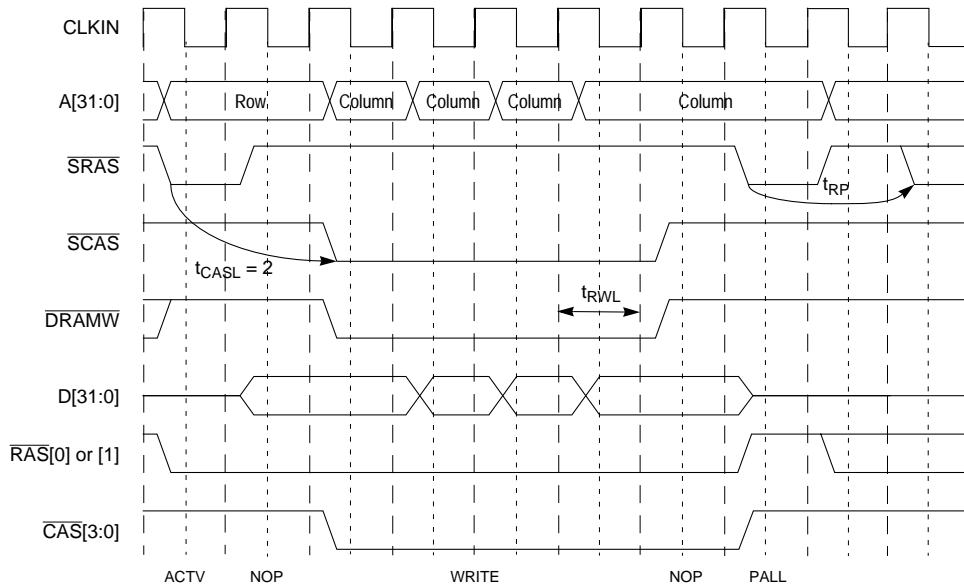 CLKIN
A[31:0] Row Column Column Column Column
SRAS
tRP
SCAS
tCASL = 2
tRWL
DRAMW
D[31:0]
RAS[0] or [1]
CAS[3:0]
ACTV NOP WRITE NOP PALL